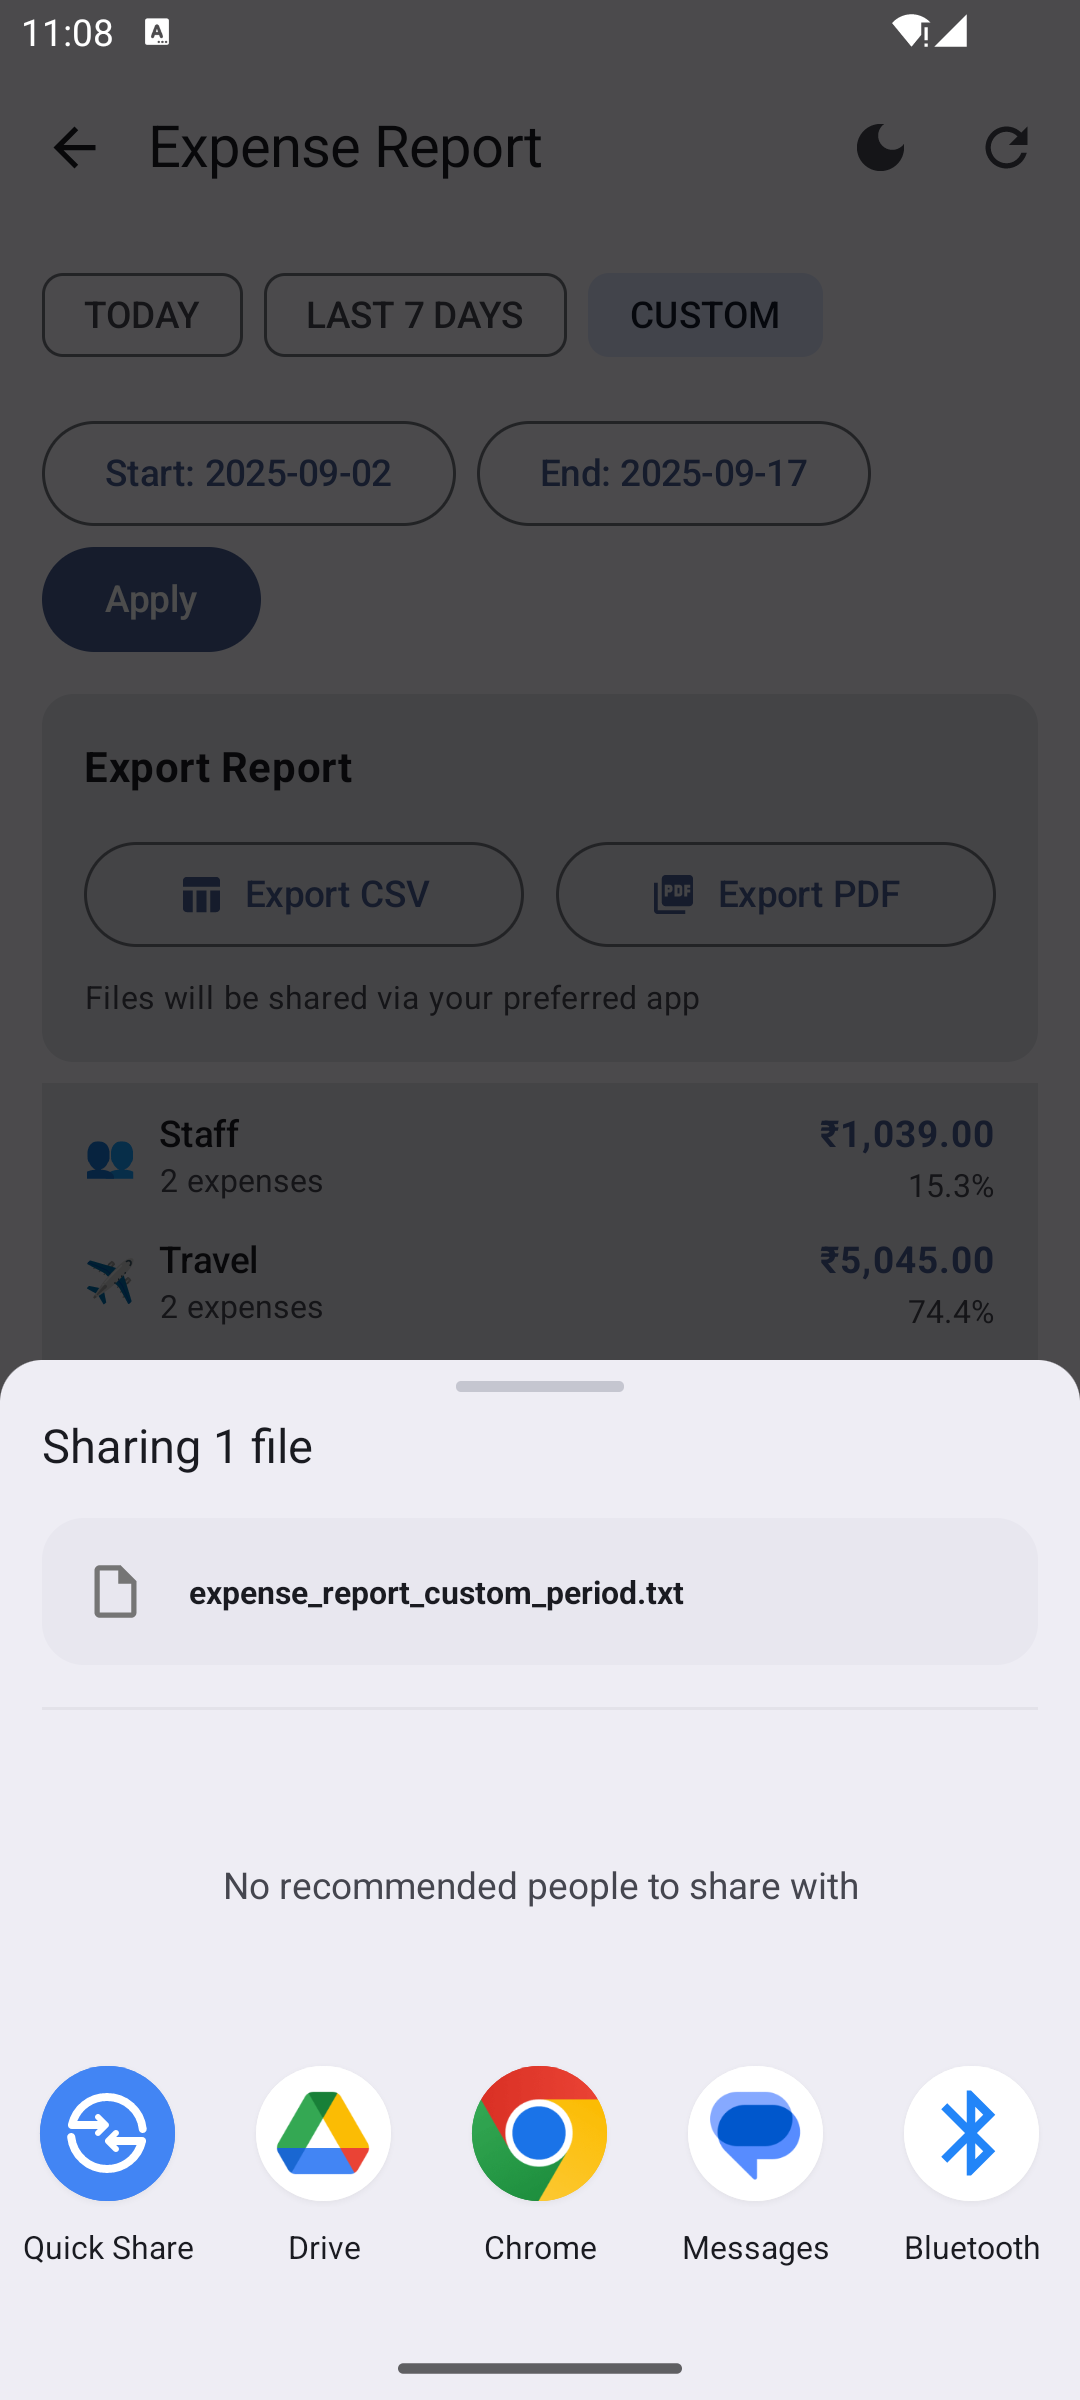 11:08
Expense Report
TODAY
LAST 7 DAYS
CUSTOM
Start: 2025-09-02
End: 2025-09-17
Apply
Export Report
Export CSV
PDF
Export PDF
Files will be shared via your preferred app
Staff
₹1,039.00
2 expenses
15.3%
Travel
₹5,045.00
2 expenses
74.4%
Sharing 1 file
expense_report_custom_period.txt
No recommended people to share with
Quick Share
Drive
Chrome
Messages
Bluetooth